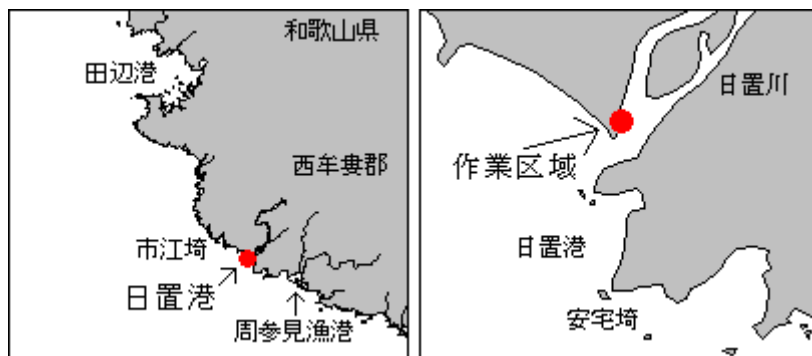 和歌山県
田辺港
西牟婁郡
市江埼
日置港
周参見漁港
日置川
作業区域
日置港
安宅埼